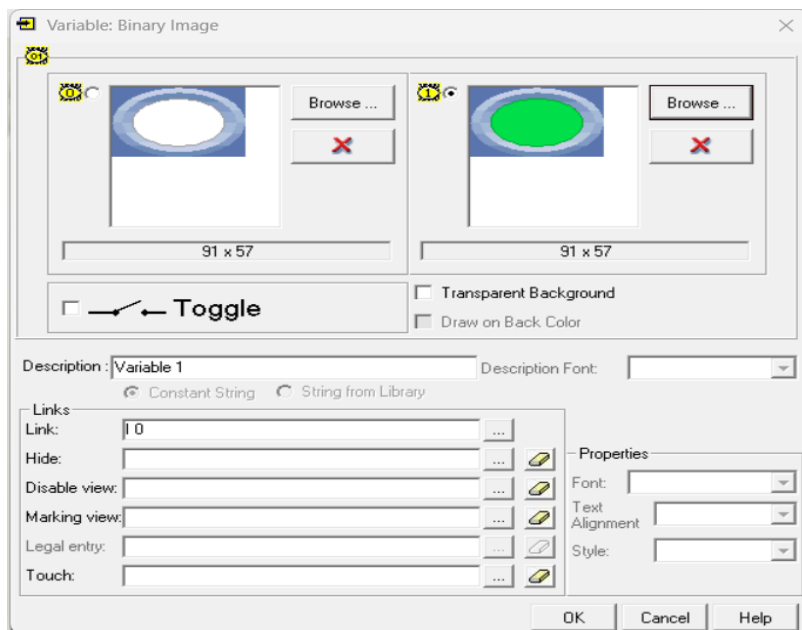 Variable: Binary Image
01
0
Browse ...
1
Browse ...
91 x 57
91 x 57
Toggle
Transparent Background
Draw on Back Color
Description : Variable 1
Description Font:
Constant String
String from Library
Links
Link: I 0
...
Hide:
...
Disable view:
...
Marking view:
...
Legal entry:
...
Touch:
...
Properties
Font:
Text
Alignment
Style:
OK
Cancel
Help